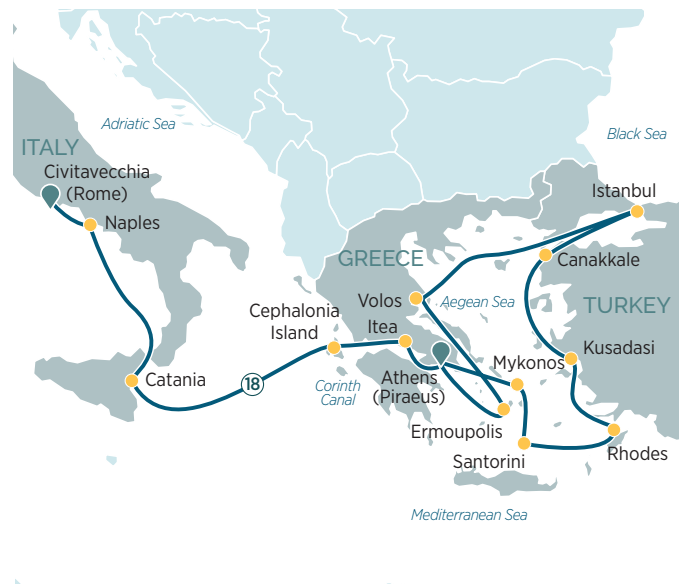 Adriatic Sea
Black Sea
ITALY
Civitavecchia
(Rome)
Istanbul
Naples
GREECE
Canakkale
Volos
Aegean Sea
TURKEY
Cephalonia
Island
Itea
Kusadasi
Mykonos
Catania
18
Corinth
Canal
Athens
(Piraeus)
Ermoupolis
Santorini
Rhodes
Mediterranean Sea